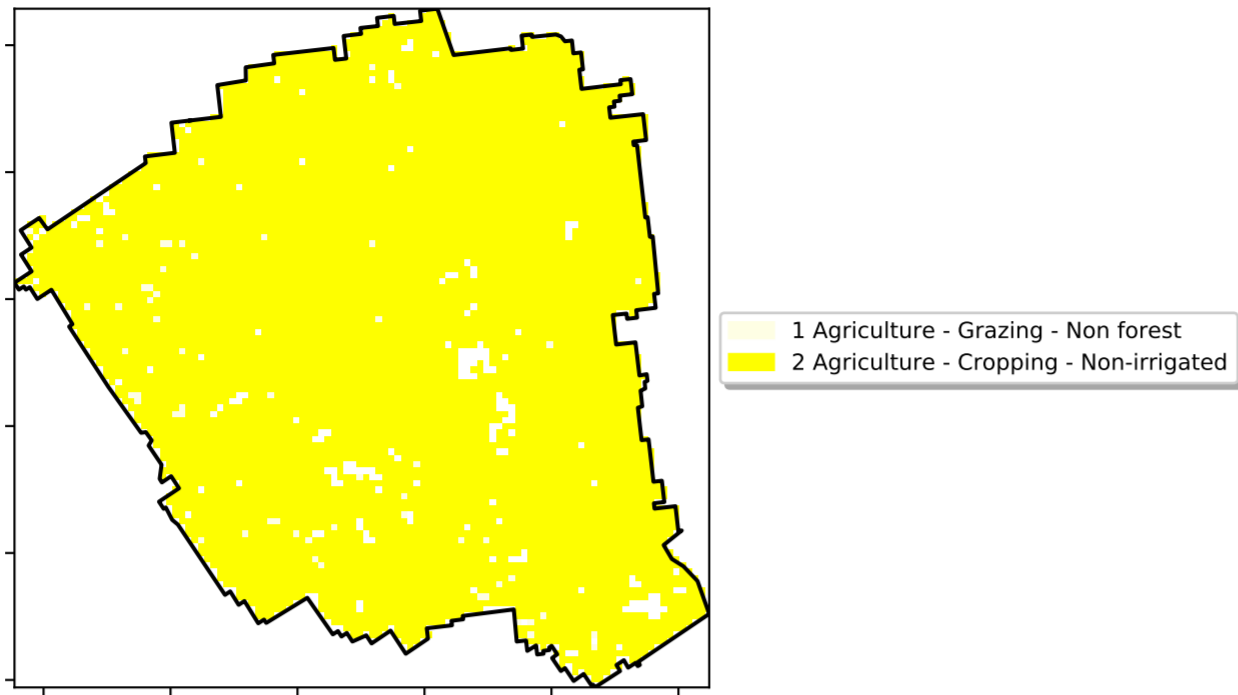 1 Agriculture - Grazing - Non forest
2 Agriculture - Cropping - Non-irrigated